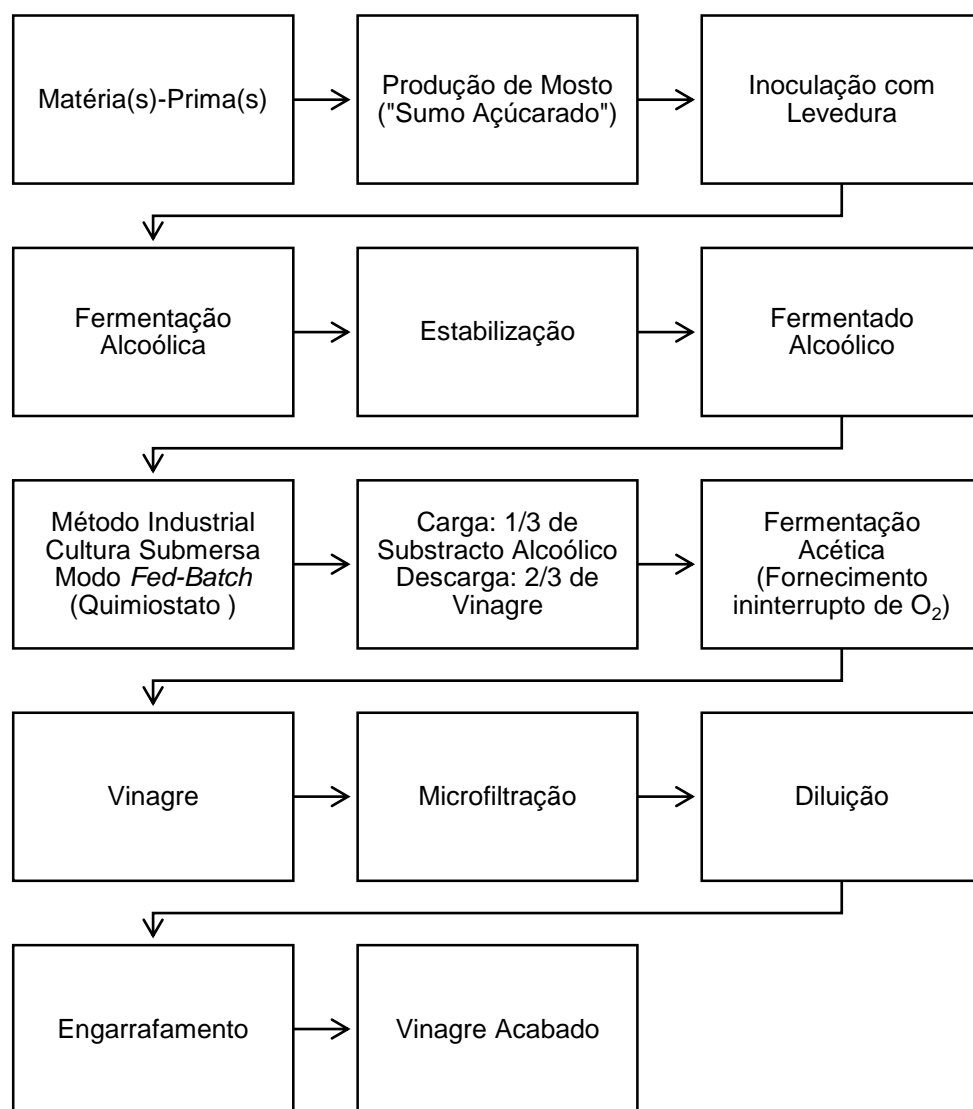 Matéria(s)-Prima(s)
Produção de Mosto
("Sumo Açúcarado")
Inoculação com
Levedura
Fermentação
Alcoólica
Estabilização
Fermentado
Alcoólico
Método Industrial
Cultura Submersa
Modo Fed-Batch
(Quimiostato )
Carga: 1/3 de
Substracto Alcoólico
Descarga: 2/3 de
Vinagre
Fermentação
Acética
(Fornecimento
ininterrupto de O₂)
Vinagre
Microfiltração
Diluição
Engarrafamento
Vinagre Acabado